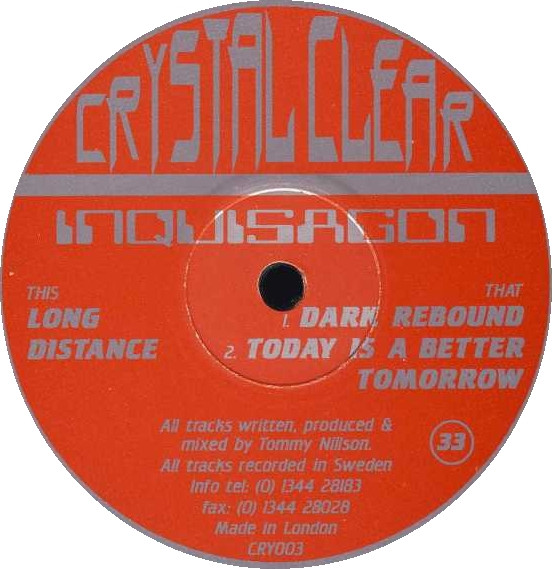 CRYSTAL CLEAR
INQUISAGON
THIS
LONG
DISTANCE
THAT
1. DARK REBOUND
2. TODAY IS A BETTER
TOMORROW
All tracks written, produced &
mixed by Tommy Nillson.
All tracks recorded in Sweden
Info tel: (0) 1344 28183
fax: (0) 1344 28028
Made in London
CRY003
33